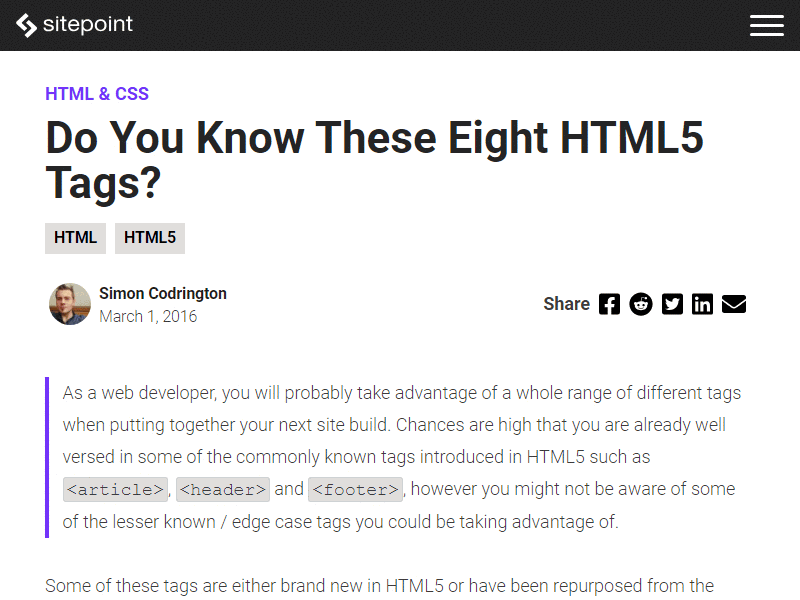 sitepoint
HTML & CSS
Do You Know These Eight HTML5
Tags?
HTML HTML5
Simon Codrington
March 1, 2016
Share
As a web developer, you will probably take advantage of a whole range of different tags
when putting together your next site build. Chances are high that you are already well
versed in some of the commonly known tags introduced in HTML5 such as
<article>, <header> and <footer>, however you might not be aware of some
of the lesser known / edge case tags you could be taking advantage of.
Some of these tags are either brand new in HTML5 or have been repurposed from the